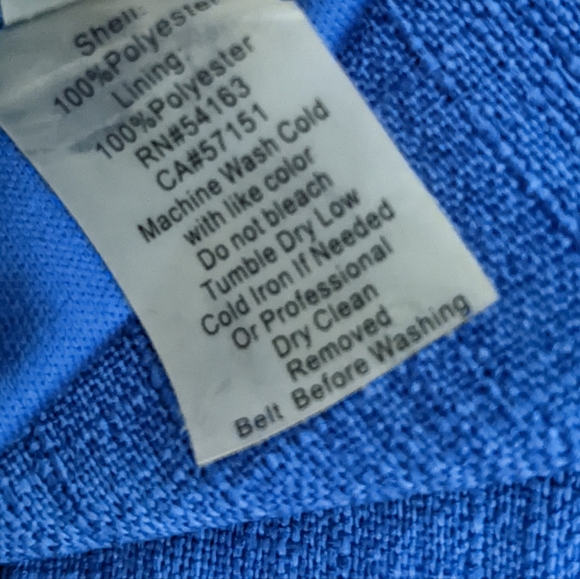 Shell:
100%Polyester
Lining:
100%Polyester
RN#54163
CA#57151
Machine Wash Cold
with like color
Do not bleach
Tumble Dry Low
Cold Iron If Needed
Or Professional
Dry Clean
Removed
Belt Before Washing